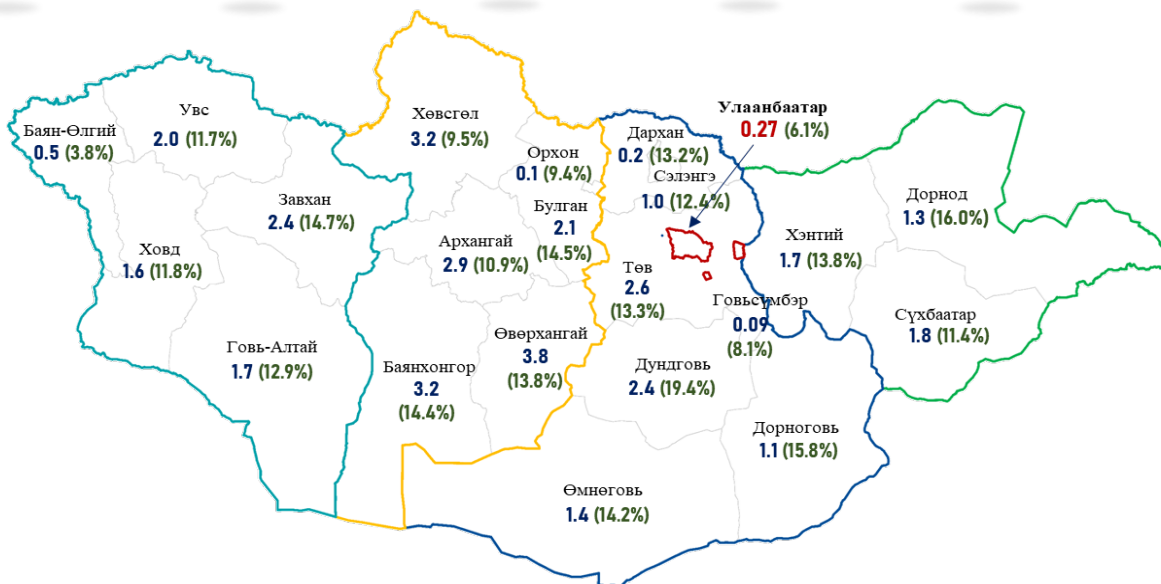 Улаанбаатар
0.27 (6.1%)
Увс
2.0 (11.7%)
Баян-Өлгий
0.5 (3.8%)
Хөвсгөл
3.2 (9.5%)
Дархан
0.2 (13.2%)
Орхон
0.1 (9.4%)
Сэлэнгэ
1.0 (12.4%)
Дорнод
1.3 (16.0%)
Завхан
2.4 (14.7%)
Булган
2.1
(14.5%)
Ховд
1.6 (11.8%)
Архангай
2.9 (10.9%)
Хэнтий
1.7 (13.8%)
Төв
2.6
(13.3%)
Говьсүмбэр
0.09
(8.1%)
Сүхбаатар
1.8 (11.4%)
Говь-Алтай
1.7 (12.9%)
Өвөрхангай
3.8
(13.8%)
Баянхонгор
3.2
(14.4%)
Дундговь
2.4 (19.4%)
Дорноговь
1.1 (15.8%)
Өмнөговь
1.4 (14.2%)